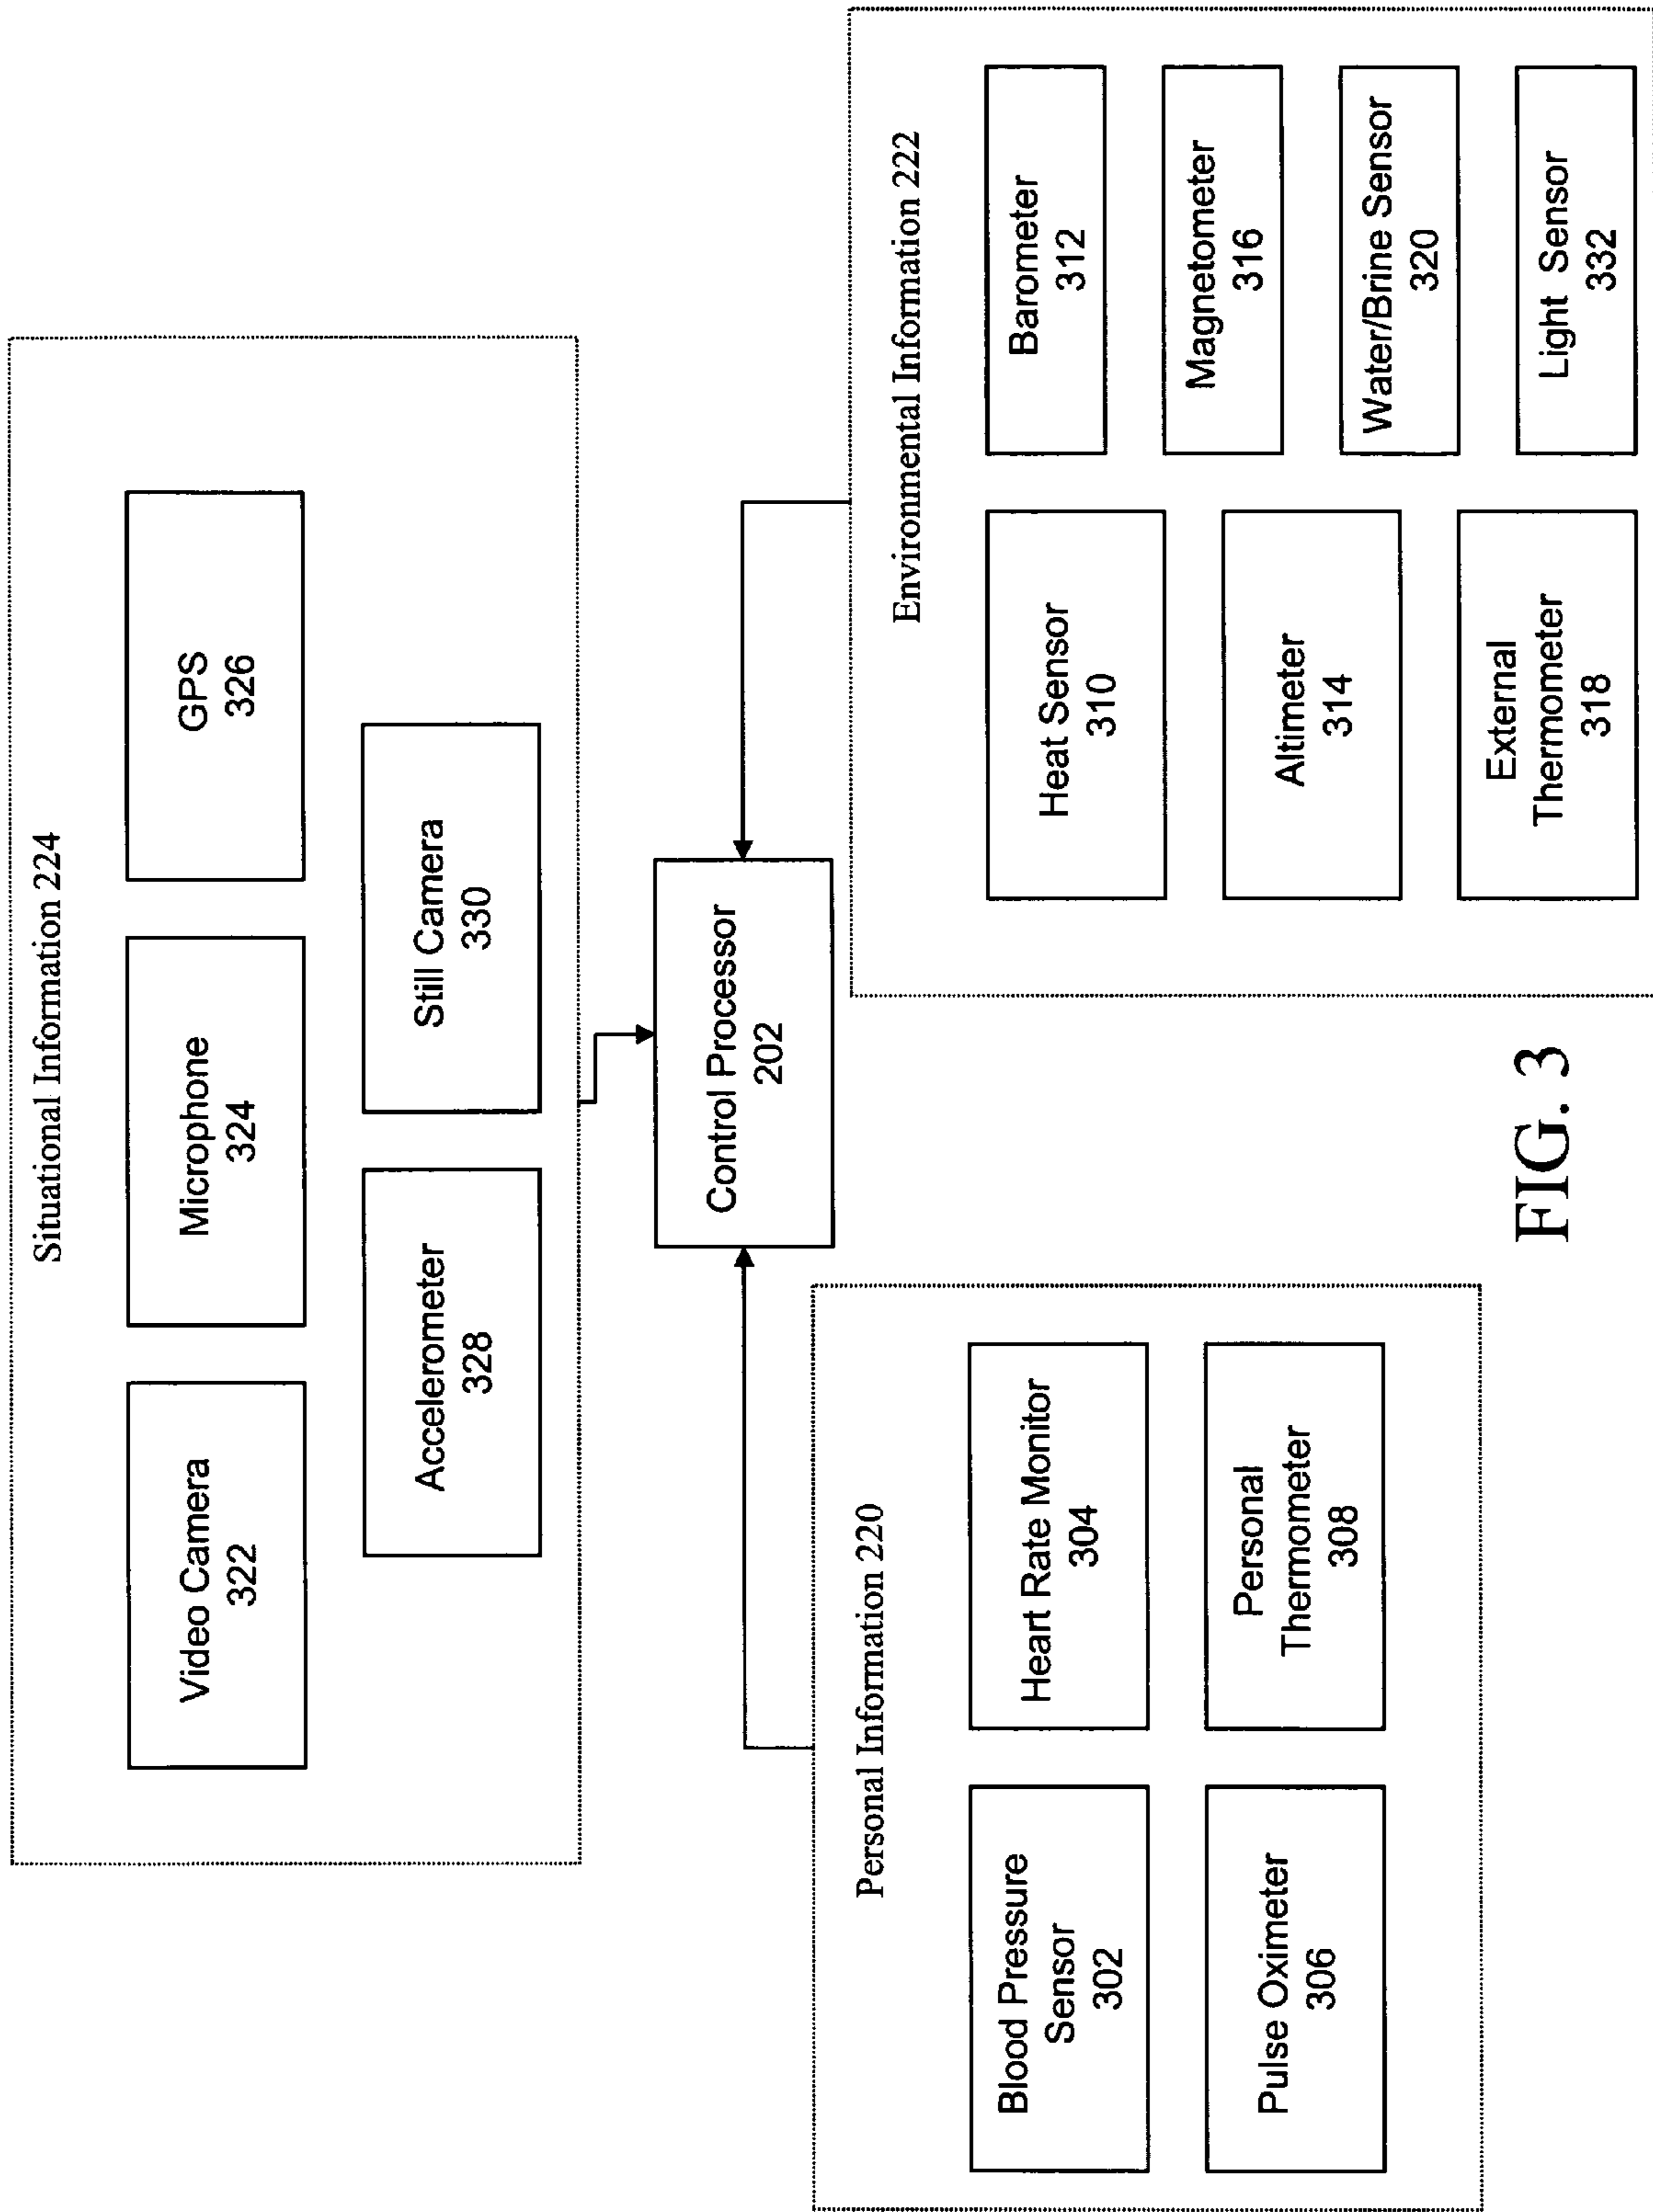 Situational Information 224
Video Camera
322
Microphone
324
GPS
326
Accelerometer
328
Still Camera
330
Control Processor
202
Personal Information 220
Blood Pressure
Sensor
302
Heart Rate Monitor
304
Pulse Oximeter
306
Personal
Thermometer
308
Environmental Information 222
Heat Sensor
310
Barometer
312
Altimeter
314
Magnetometer
316
External
Thermometer
318
Water/Brine Sensor
320
Light Sensor
332
FIG. 3